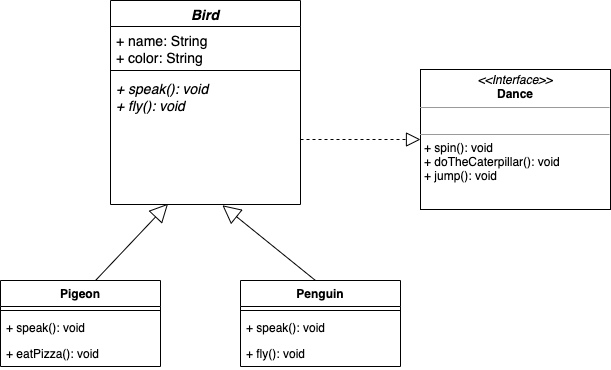 Bird
+ name: String
+ color: String
+ speak(): void
+ fly(): void
<<Interface>>
Dance
+ spin(): void
+ doTheCaterpillar(): void
+ jump(): void
Pigeon
+ speak(): void
+ eatPizza(): void
Penguin
+ speak(): void
+ fly(): void